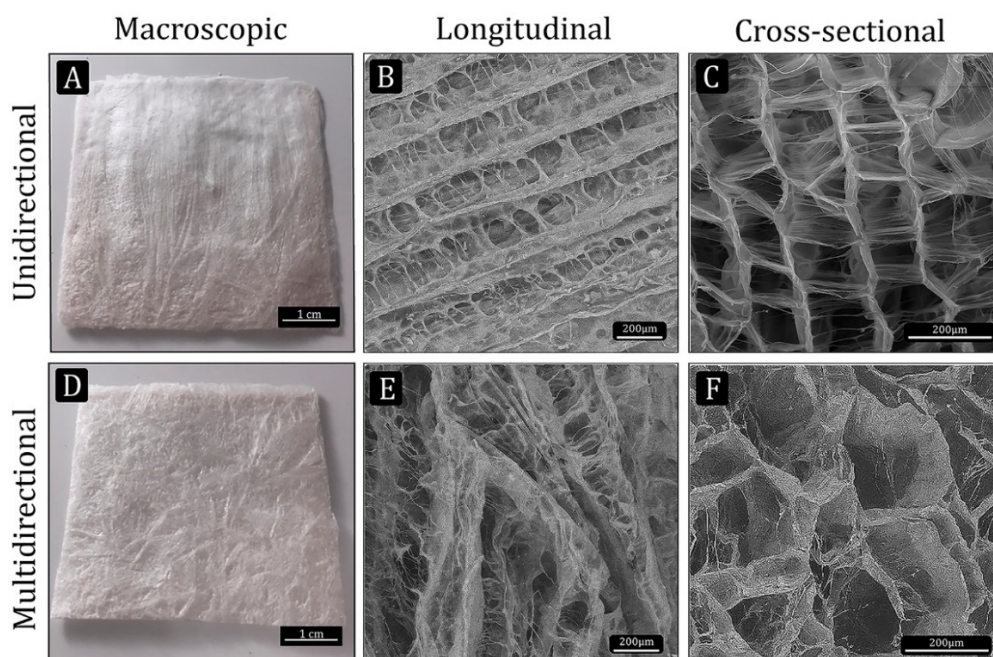 Macroscopic Longitudinal Cross-sectional
Unidirectional
A
1 cm
B
200µm
C
200µm
Multidirectional
D
1 cm
E
200µm
F
200µm